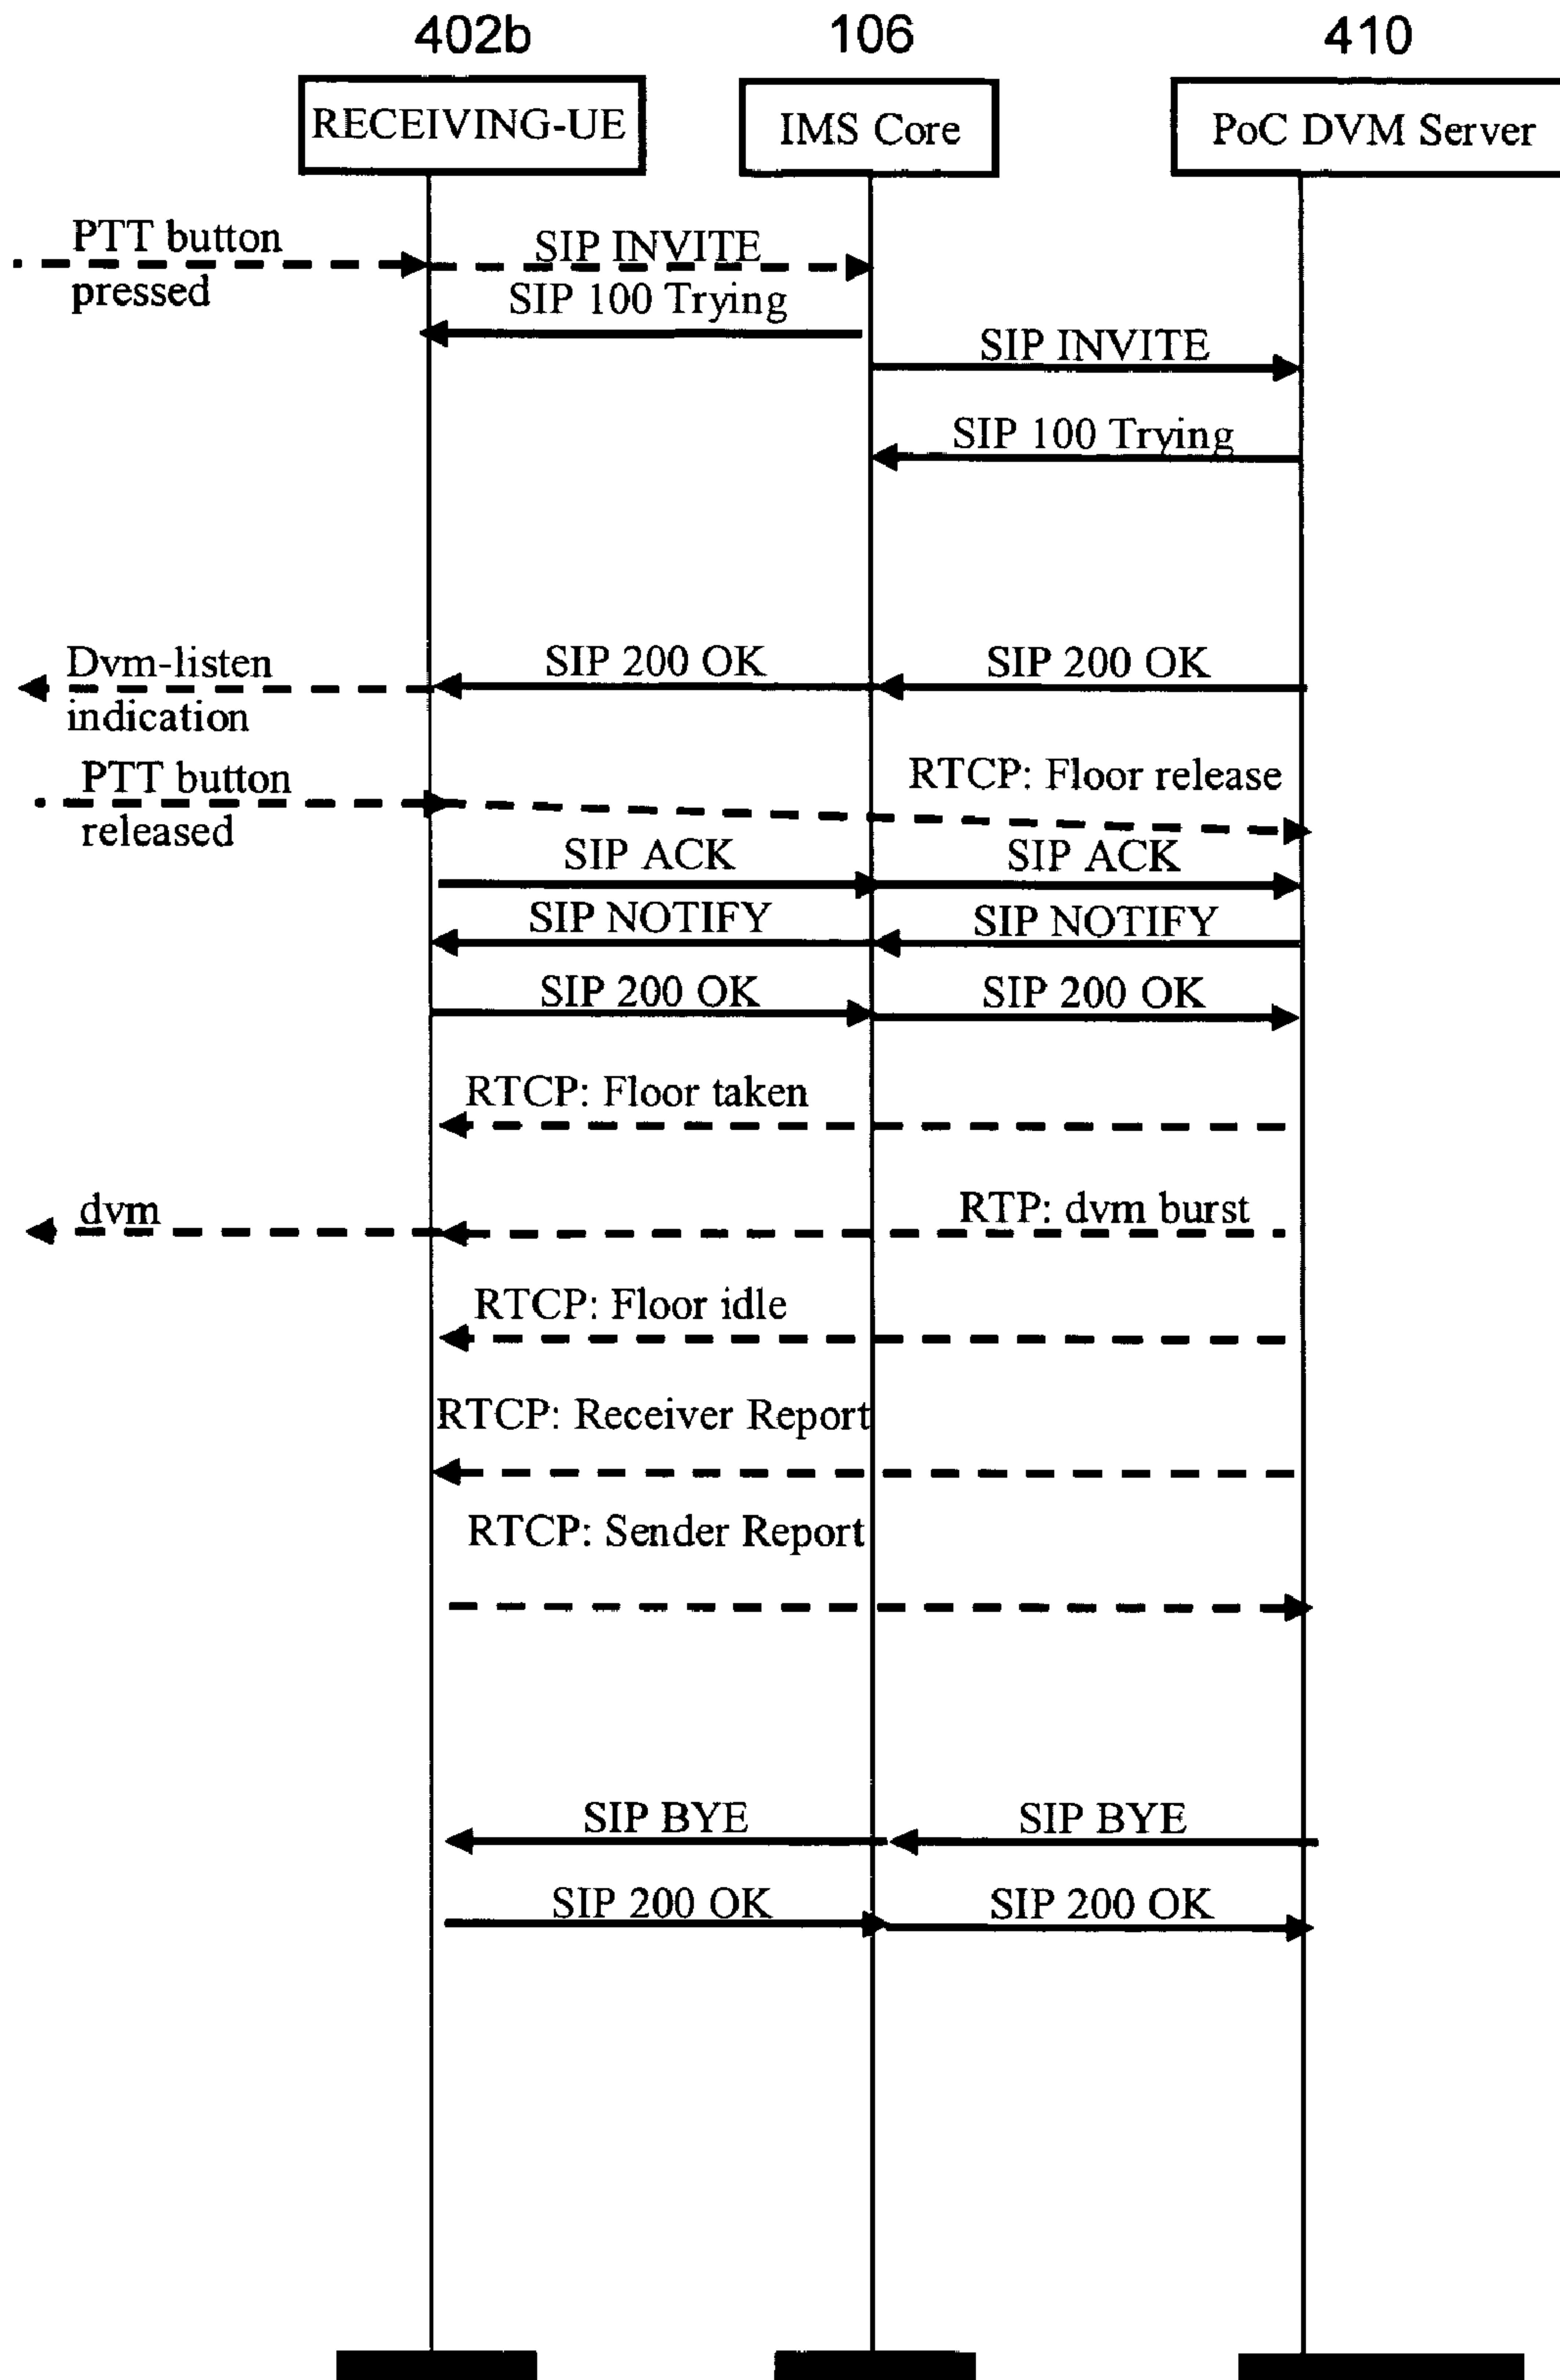 402b 106 410
RECEIVING-UE IMS Core PoC DVM Server
PTT button
pressed
SIP INVITE
SIP 100 Trying
SIP INVITE
SIP 100 Trying
Dvm-listen
indication
SIP 200 OK SIP 200 OK
PTT button
released
RTCP: Floor release
SIP ACK SIP ACK
SIP NOTIFY SIP NOTIFY
SIP 200 OK SIP 200 OK
RTCP: Floor taken
dvm RTP: dvm burst
RTCP: Floor idle
RTCP: Receiver Report
RTCP: Sender Report
SIP BYE SIP BYE
SIP 200 OK SIP 200 OK